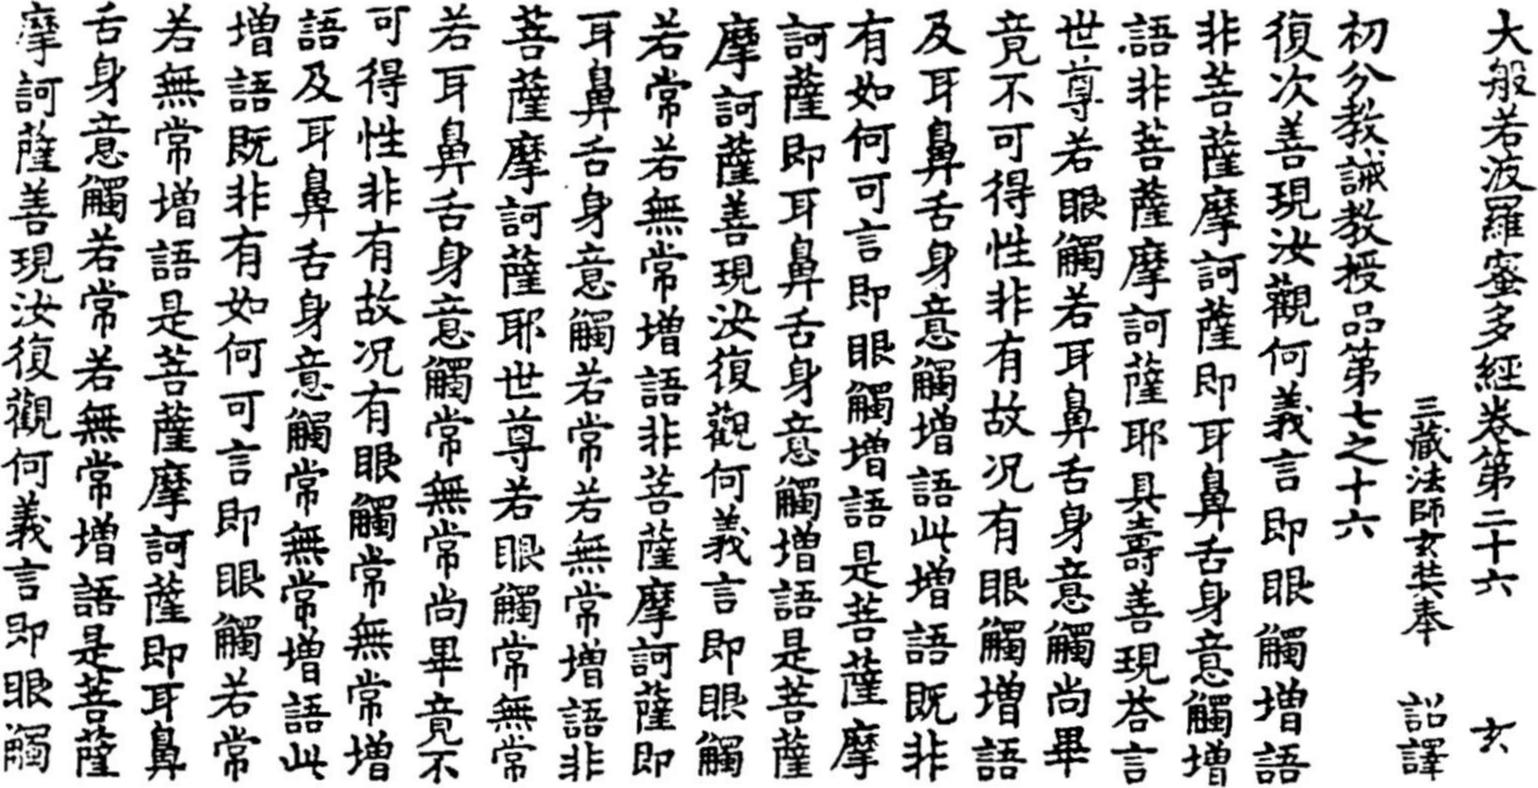 大般若波羅蜜多經卷第二十六 玄
三藏法師玄奘奉 詔譯
初分教誡教授品第七之十六
復次善現汝觀何義言即眼觸增語
非菩薩摩訶薩即耳鼻舌身意觸增
語非菩薩摩訶薩耶具壽善現荅言
世尊若眼觸若耳鼻舌身意觸尚畢
竟不可得性非有故况有眼觸增語
及耳鼻舌身意觸增語此增語既非
有如何可言即眼觸增語是菩薩摩
訶薩即耳鼻舌身意觸增語是菩薩
摩訶薩善現汝復觀何義言即眼觸
若常若無常增語非菩薩摩訶薩即
耳鼻舌身意觸若常若無常增語非
菩薩摩訶薩耶世尊若眼觸常無常
若耳鼻舌身意觸常無常尚畢竟不
可得性非有故况有眼觸常無常增
語及耳鼻舌身意觸常無常增語此
增語既非有如何可言即眼觸若常
若無常增語是菩薩摩訶薩即耳鼻
舌身意觸若常若無常增語是菩薩
摩訶薩善現汝復觀何義言即眼觸